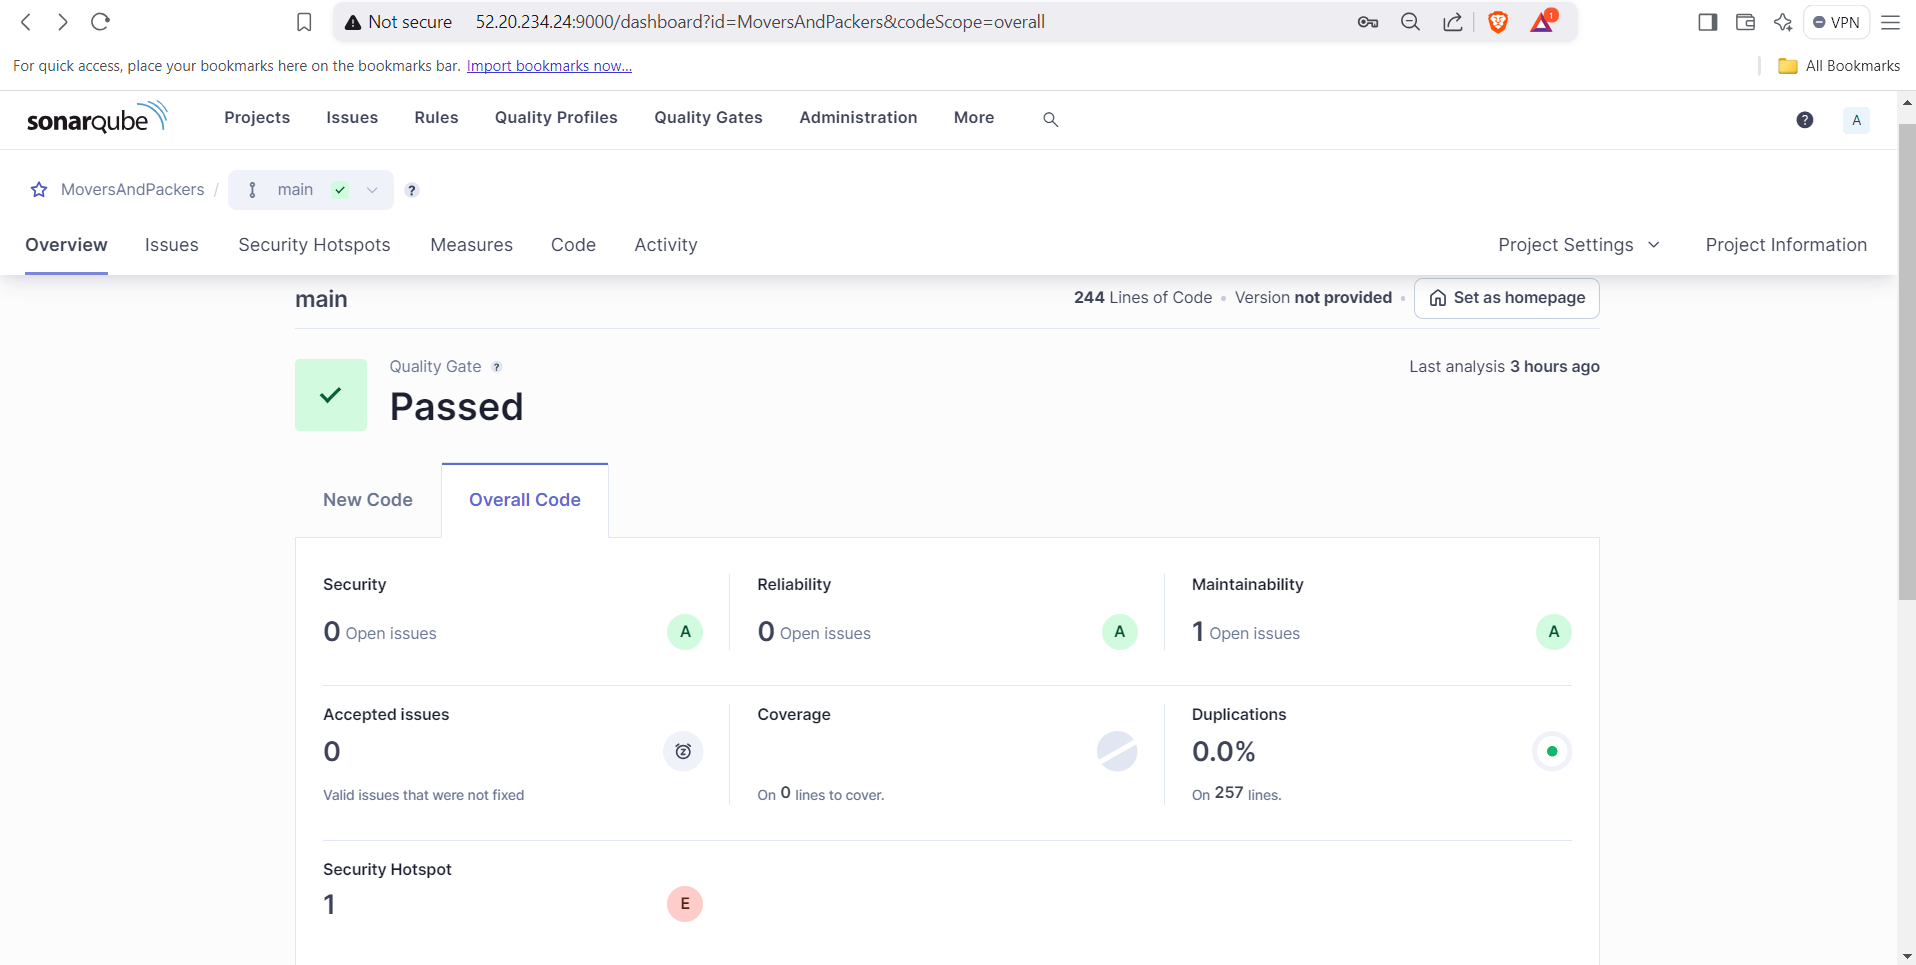 Not secure 52.20.234.24:9000/dashboard?id=MoversAndPackers&codeScope=overall 1 VPN
For quick access, place your bookmarks here on the bookmarks bar. Import bookmarks now... All Bookmarks
sonarqube Projects Issues Rules Quality Profiles Quality Gates Administration More ? A
MoversAndPackers / main ?
Overview Issues Security Hotspots Measures Code Activity Project Settings Project Information
main 244 Lines of Code • Version not provided • Set as homepage
Quality Gate ? Last analysis 3 hours ago
Passed
New Code Overall Code
Security Reliability Maintainability
0 Open issues A 0 Open issues A 1 Open issues A
Accepted issues Coverage Duplications
0 0.0%
Valid issues that were not fixed On 0 lines to cover. On 257 lines.
Security Hotspot
1 E